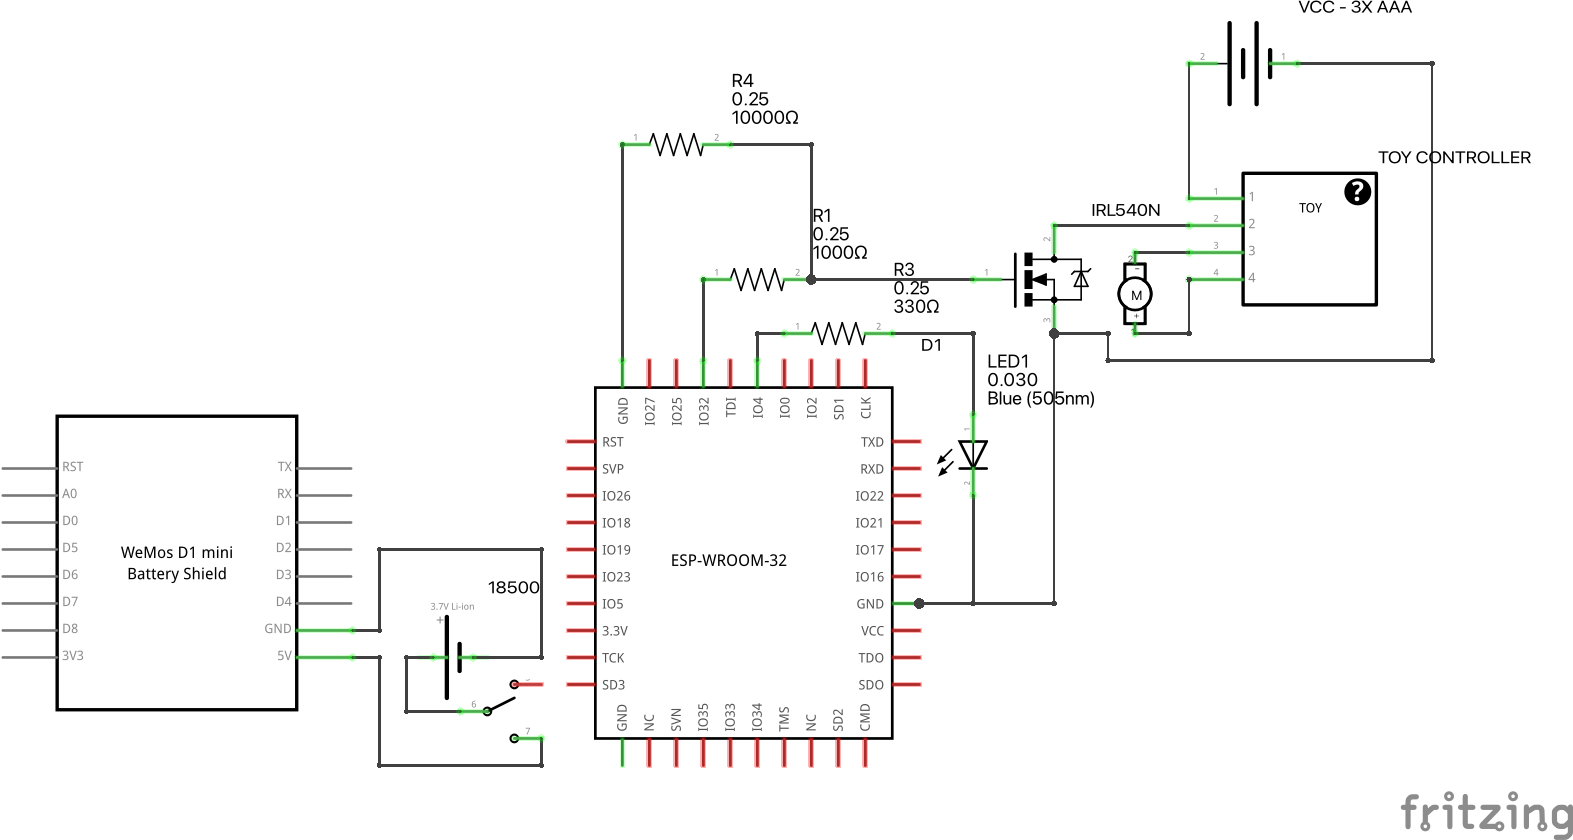 VCC - 3X AAA
2
1
R4
0.25
10000Ω
1
2
TOY CONTROLLER
1
1
TOY
?
2
2
3
3
4
4
IRL540N
2
1
3
2
-
M
+
R1
0.25
1000Ω
1
2
R3
0.25
330Ω
1
2
D1
LED1
0.030
Blue (505nm)
1
2
GND
IO27
IO25
IO32
TDI
IO4
IO0
IO2
SD1
CLK
RST
SVP
IO26
IO18
IO19
IO23
IO5
3.3V
TCK
SD3
ESP-WROOM-32
TXD
RXD
IO22
IO21
IO17
IO16
GND
VCC
TDO
SDO
GND
NC
SVN
IO35
IO33
IO34
TMS
NC
SD2
CMD
RST
A0
D0
D5
D6
D7
D8
3V3
WeMos D1 mini
Battery Shield
TX
RX
D1
D2
D3
D4
GND
5V
18500
3.7V Li-ion
+
6
7
fritzing